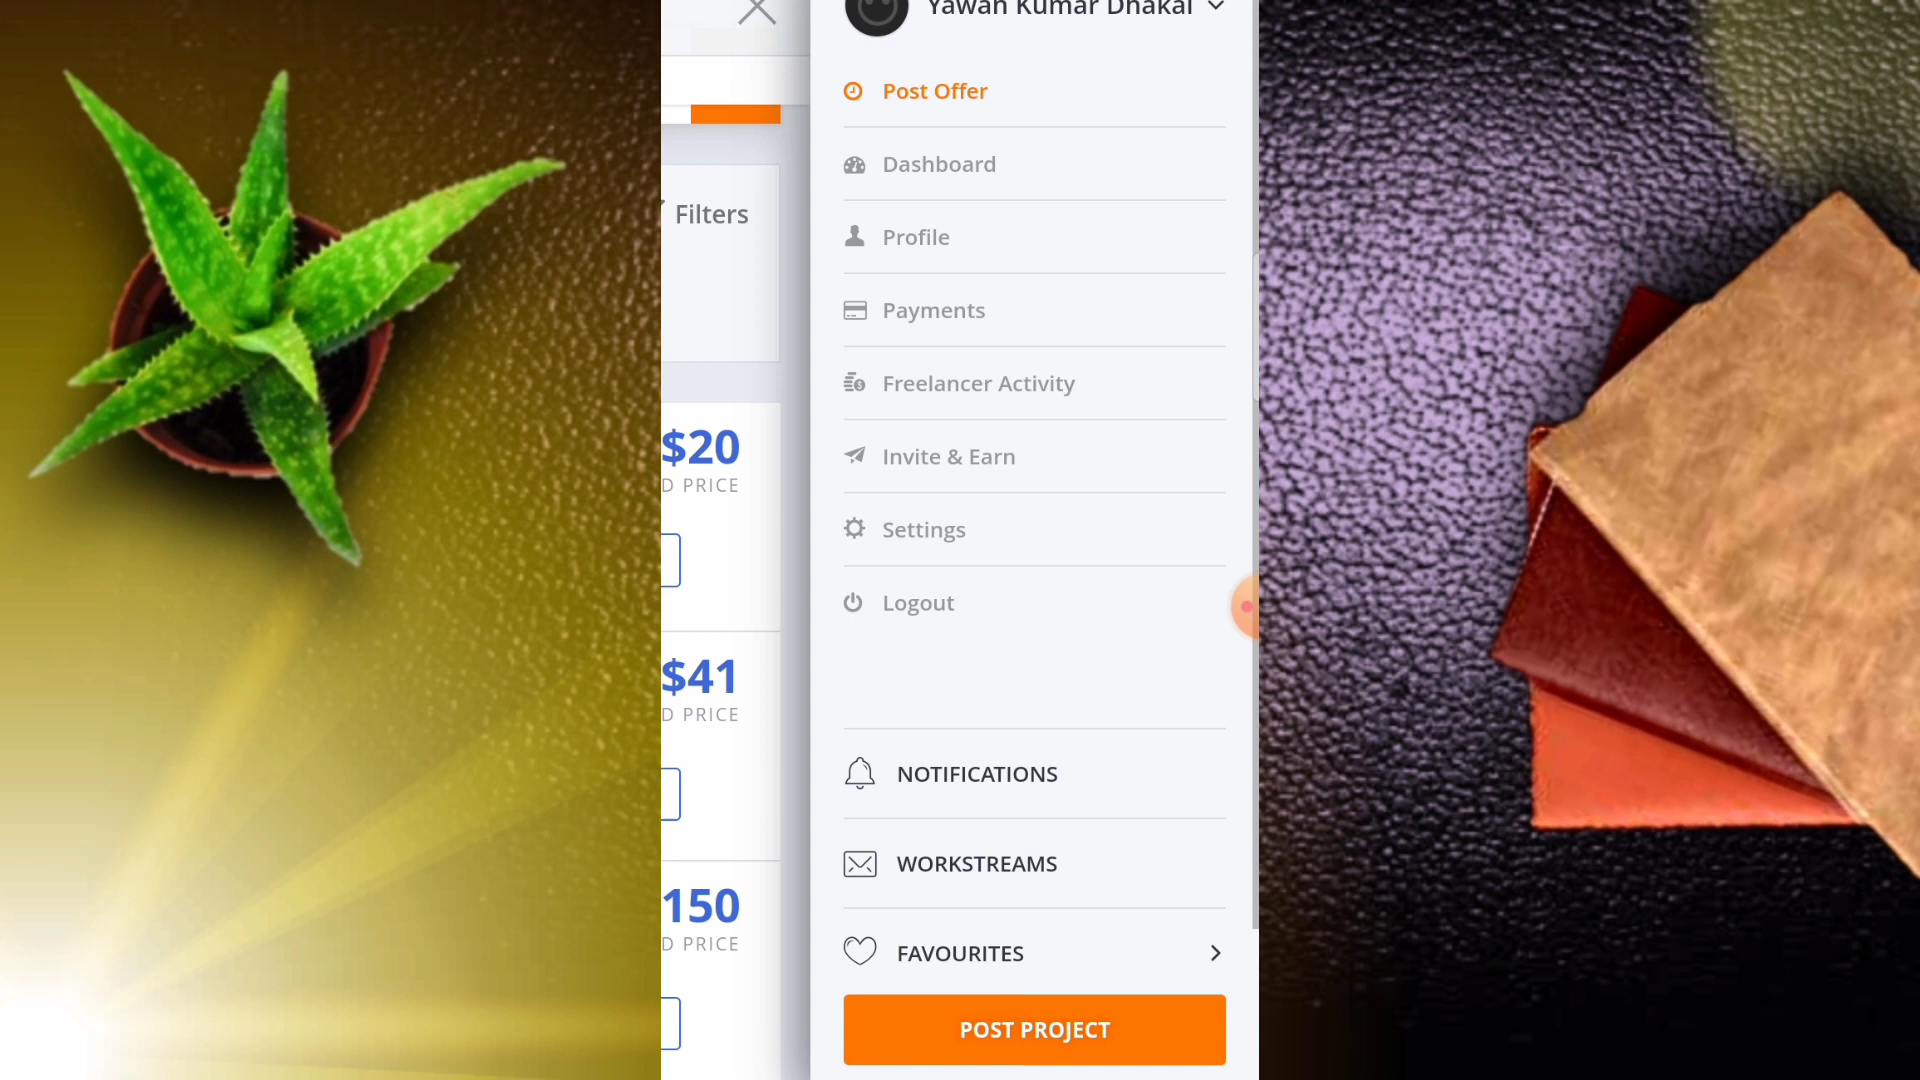 Yawan Kumar Dhakal
Post Offer
Dashboard
Profile
Payments
Freelancer Activity
Invite & Earn
Settings
Logout
NOTIFICATIONS
WORKSTREAMS
FAVOURITES
POST PROJECT
Filters
$20
D PRICE
$41
D PRICE
150
D PRICE